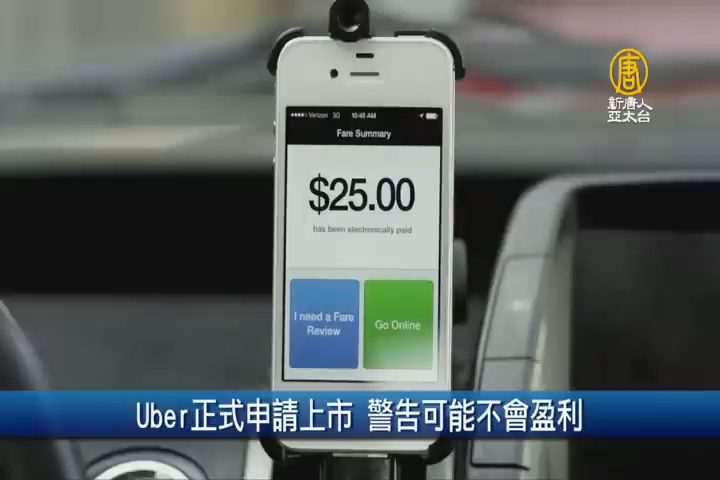 唐
新唐人
亞太台
Verizon 3G 10:45 AM
Fare Summary
$25.00
has been electronically paid
I need a Fare
Review
Go Online
Uber正式申請上市 警告可能不會盈利